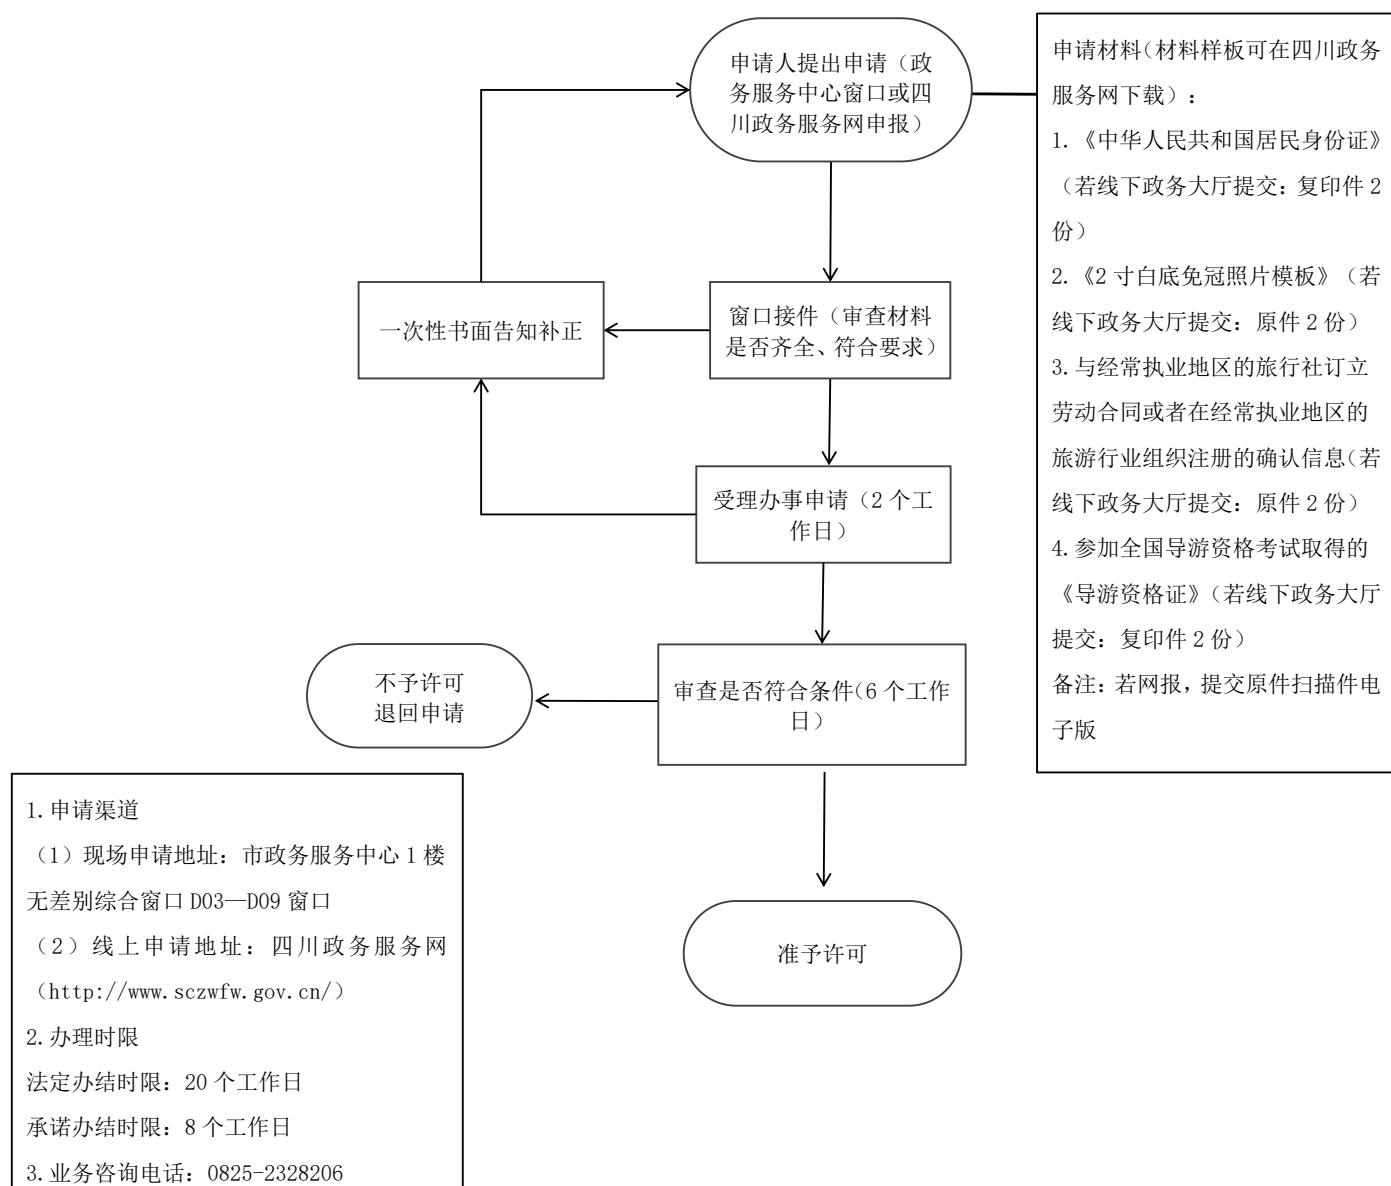 申请人提出申请（政
务服务中心窗口或四
川政务服务网申报）
申请材料(材料样板可在四川政务
服务网下载）:
1.《中华人民共和国居民身份证》
（若线下政务大厅提交：复印件 2
份）
2.《2 寸白底免冠照片模板》（若
线下政务大厅提交：原件 2 份）
3.与经常执业地区的旅行社订立
劳动合同或者在经常执业地区的
旅游行业组织注册的确认信息(若
线下政务大厅提交：原件 2 份）
4.参加全国导游资格考试取得的
《导游资格证》（若线下政务大厅
提交：复印件 2 份）
备注：若网报，提交原件扫描件电
子版
一次性书面告知补正
窗口接件（审查材料
是否齐全、符合要求）
受理办事申请（2 个工
作日）
不予许可
退回申请
审查是否符合条件(6 个工作
日）
准予许可
1.申请渠道
（1）现场申请地址：市政务服务中心 1 楼
无差别综合窗口 D03—D09 窗口
（2）线上申请地址：四川政务服务网
（http://www.sczwfw.gov.cn/）
2.办理时限
法定办结时限：20 个工作日
承诺办结时限：8 个工作日
3.业务咨询电话：0825-2328206